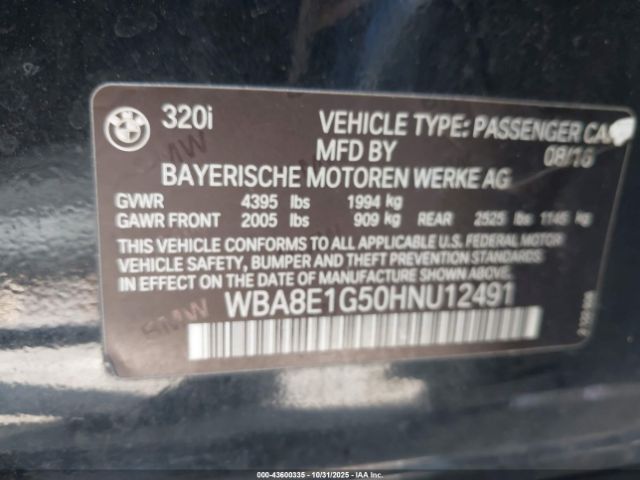 320i VEHICLE TYPE: PASSENGER CAR
MFD BY 08/16
BAYERISCHE MOTOREN WERKE AG
GVWR 4395 lbs 1994 kg
GAWR FRONT 2005 lbs 909 kg REAR 2525 lbs 1145 kg
THIS VEHICLE CONFORMS TO ALL APPLICABLE U.S. FEDERAL MOTOR
VEHICLE SAFETY, BUMPER AND THEFT PREVENTION STANDARDS IN
EFFECT ON THE DATE OF MANUFACTURE SHOWN ABOVE.
BMW
WBA8E1G50HNU12491
000-43600335 - 10/31/2025 - Copyright © 2025 IAA, Inc.